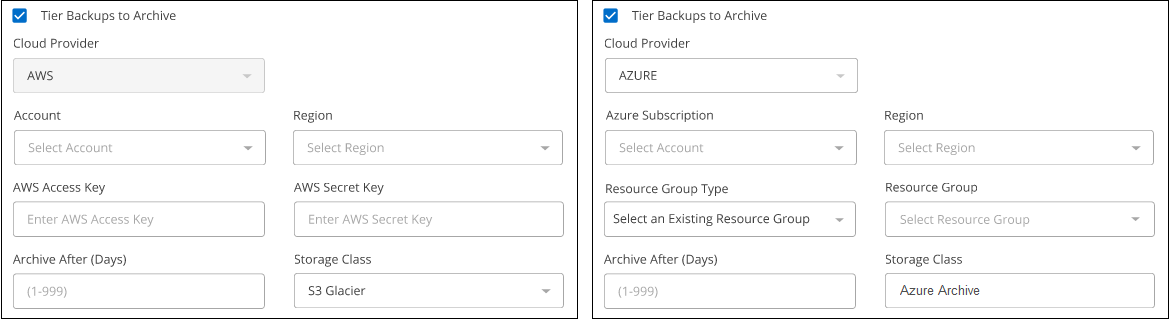 Tier Backups to Archive
Cloud Provider
AWS
Account Region
Select Account Select Region
AWS Access Key AWS Secret Key
Enter AWS Access Key Enter AWS Secret Key
Archive After (Days) Storage Class
(1-999) S3 Glacier
Tier Backups to Archive
Cloud Provider
AZURE
Azure Subscription Region
Select Account Select Region
Resource Group Type Resource Group
Select an Existing Resource Group Select Resource Group
Archive After (Days) Storage Class
(1-999) Azure Archive